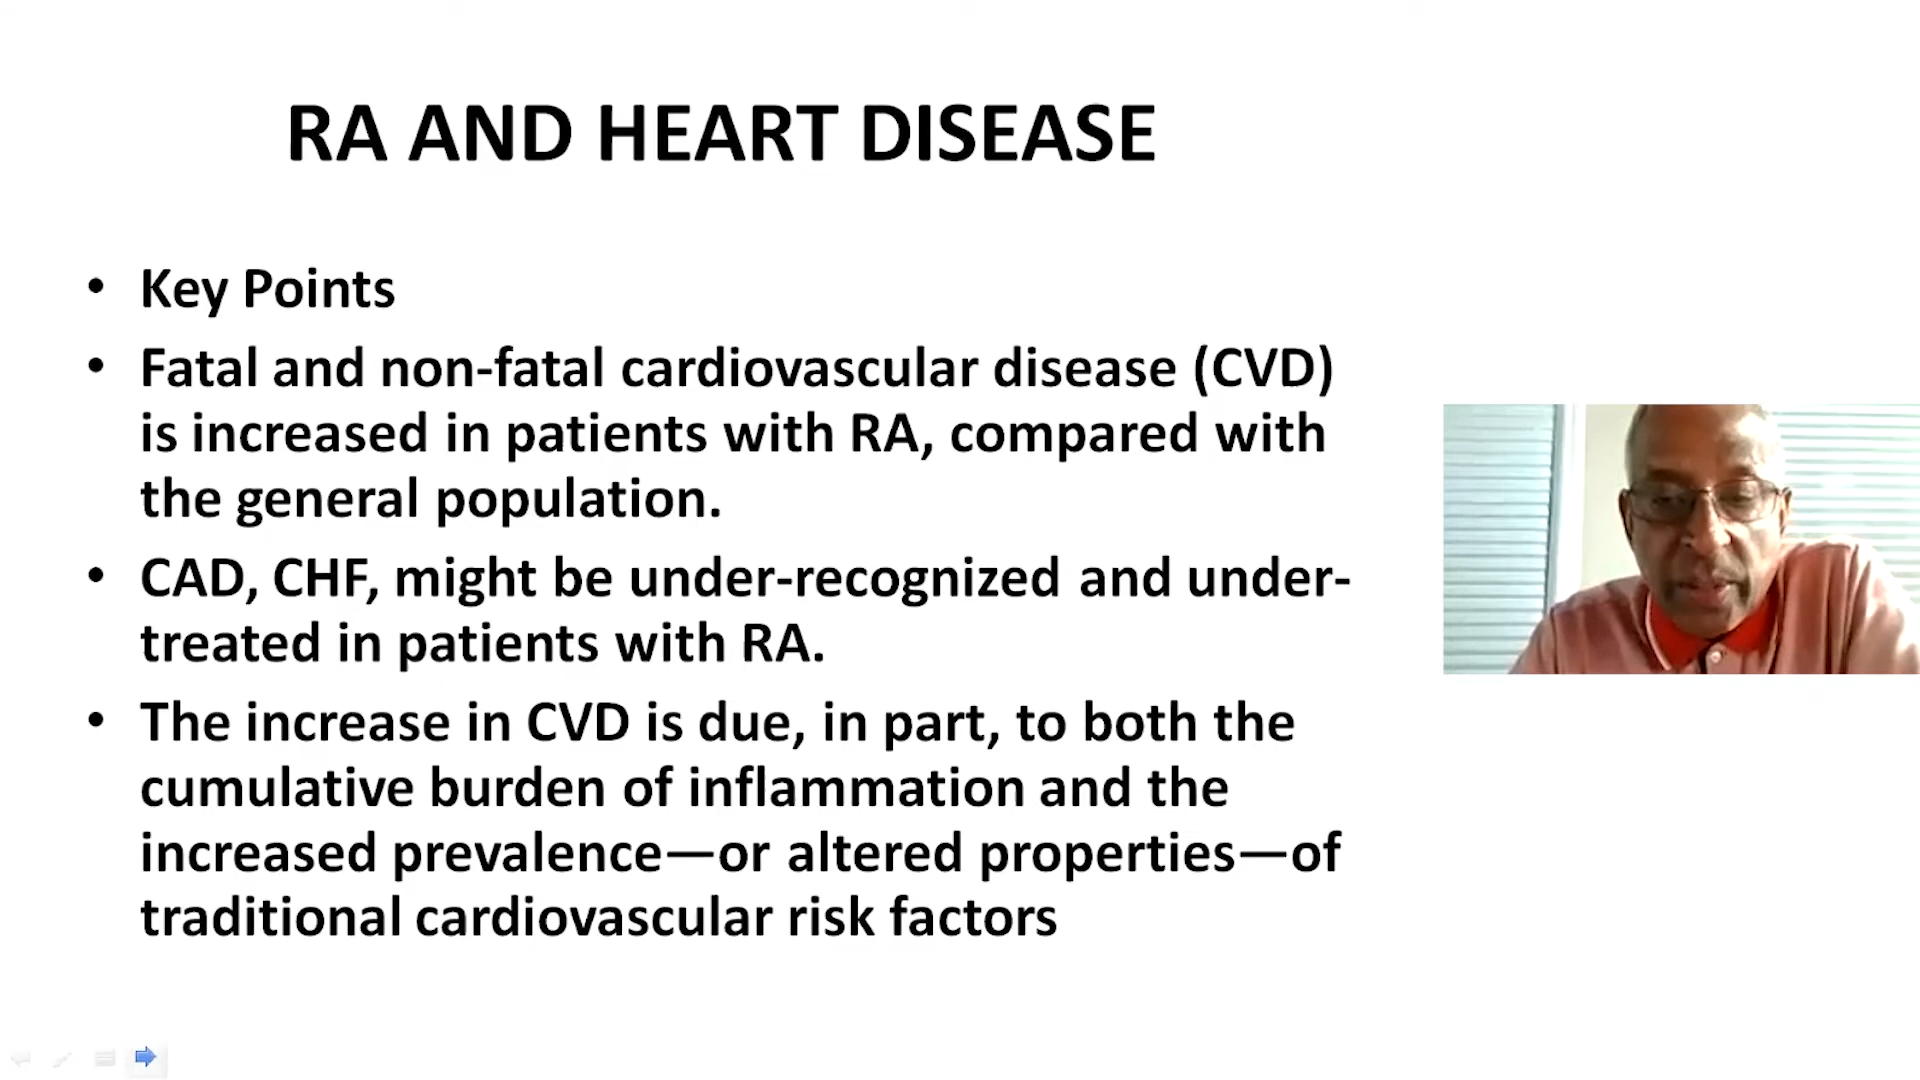 RA AND HEART DISEASE
• Key Points
• Fatal and non-fatal cardiovascular disease (CVD)
is increased in patients with RA, compared with
the general population.
• CAD, CHF, might be under-recognized and under-
treated in patients with RA.
• The increase in CVD is due, in part, to both the
cumulative burden of inflammation and the
increased prevalence—or altered properties—of
traditional cardiovascular risk factors